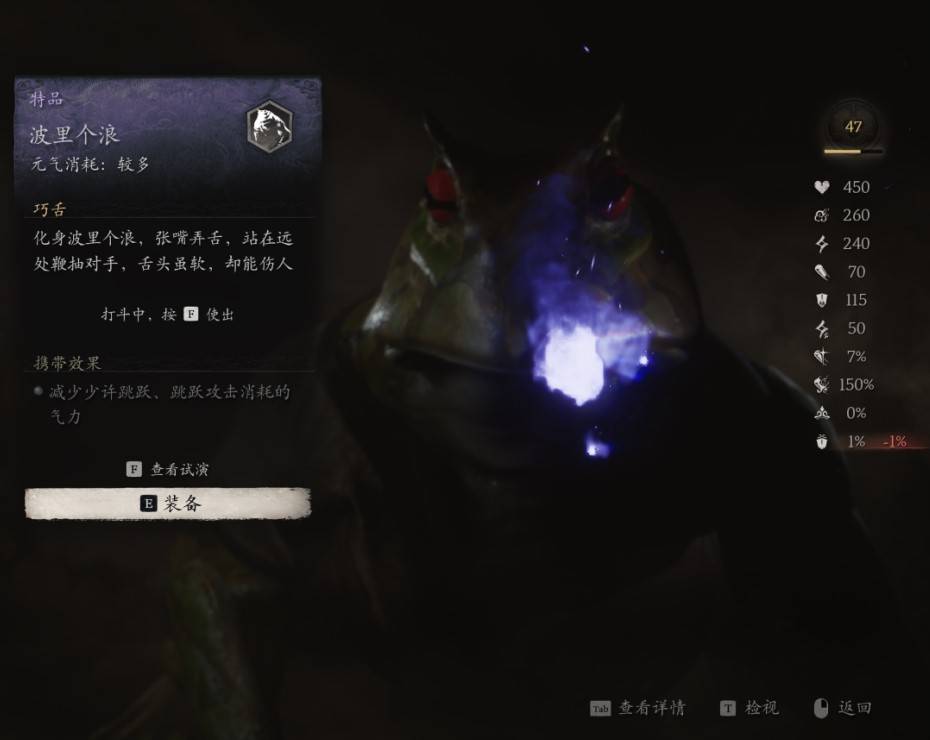 特品
波里个浪
元气消耗：较多
巧舌
化身波里个浪，张嘴弄舌，站在远
处鞭抽对手，舌头虽软，却能伤人
打斗中，按 F 使出
携带效果
减少少许跳跃、跳跃攻击消耗的
气力
F 查看试演
E 装备
47
450
260
240
70
115
50
7%
150%
0%
1% -1%
Tab 查看详情 T 检视 返回